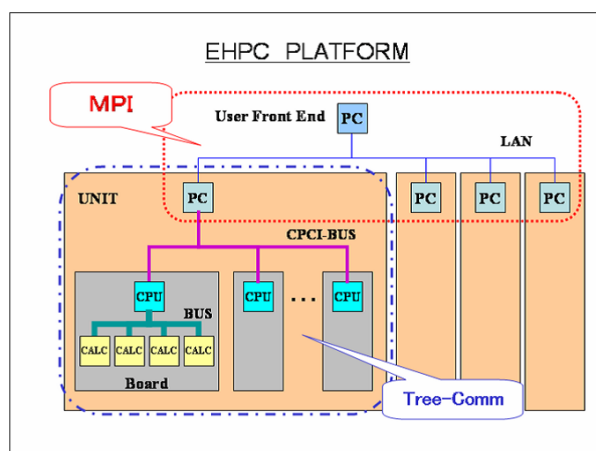 EHPC PLATFORM
MPI
User Front End
PC
LAN
UNIT
PC
PC
PC
PC
CPCI-BUS
CPU
CPU
...
CPU
BUS
CALC
CALC
CALC
CALC
Board
Tree-Comm